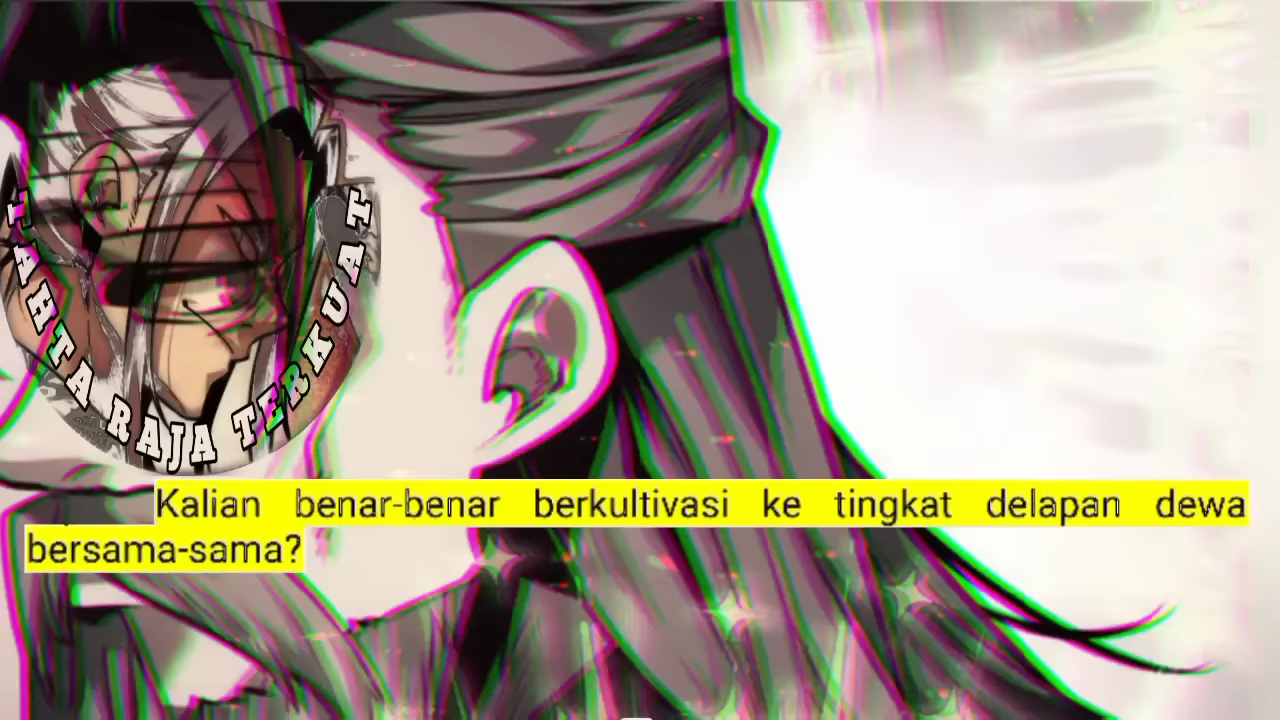 TAHTA RAJA TERKUAT
Kalian benar-benar berkultivasi ke tingkat delapan dewa
bersama-sama?